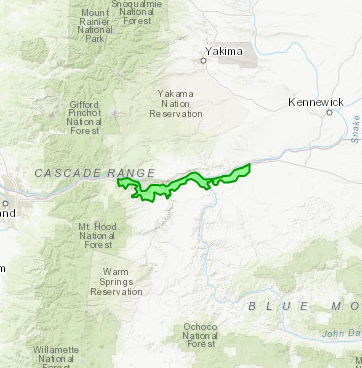 Snoqualmie
National
Forest
Mount
Rainier
National
Park
Yakima
Yakama
Nation
Reservation
Kennewick
Gifford
Pinchot
National
Forest
Snake
CASCADE RANGE
and
Mt. Hood
National
Forest
m
Warm
Springs
Reservation
BLUE MO
Ochoco
National
Forest
John Da
Willamette
National
Forest